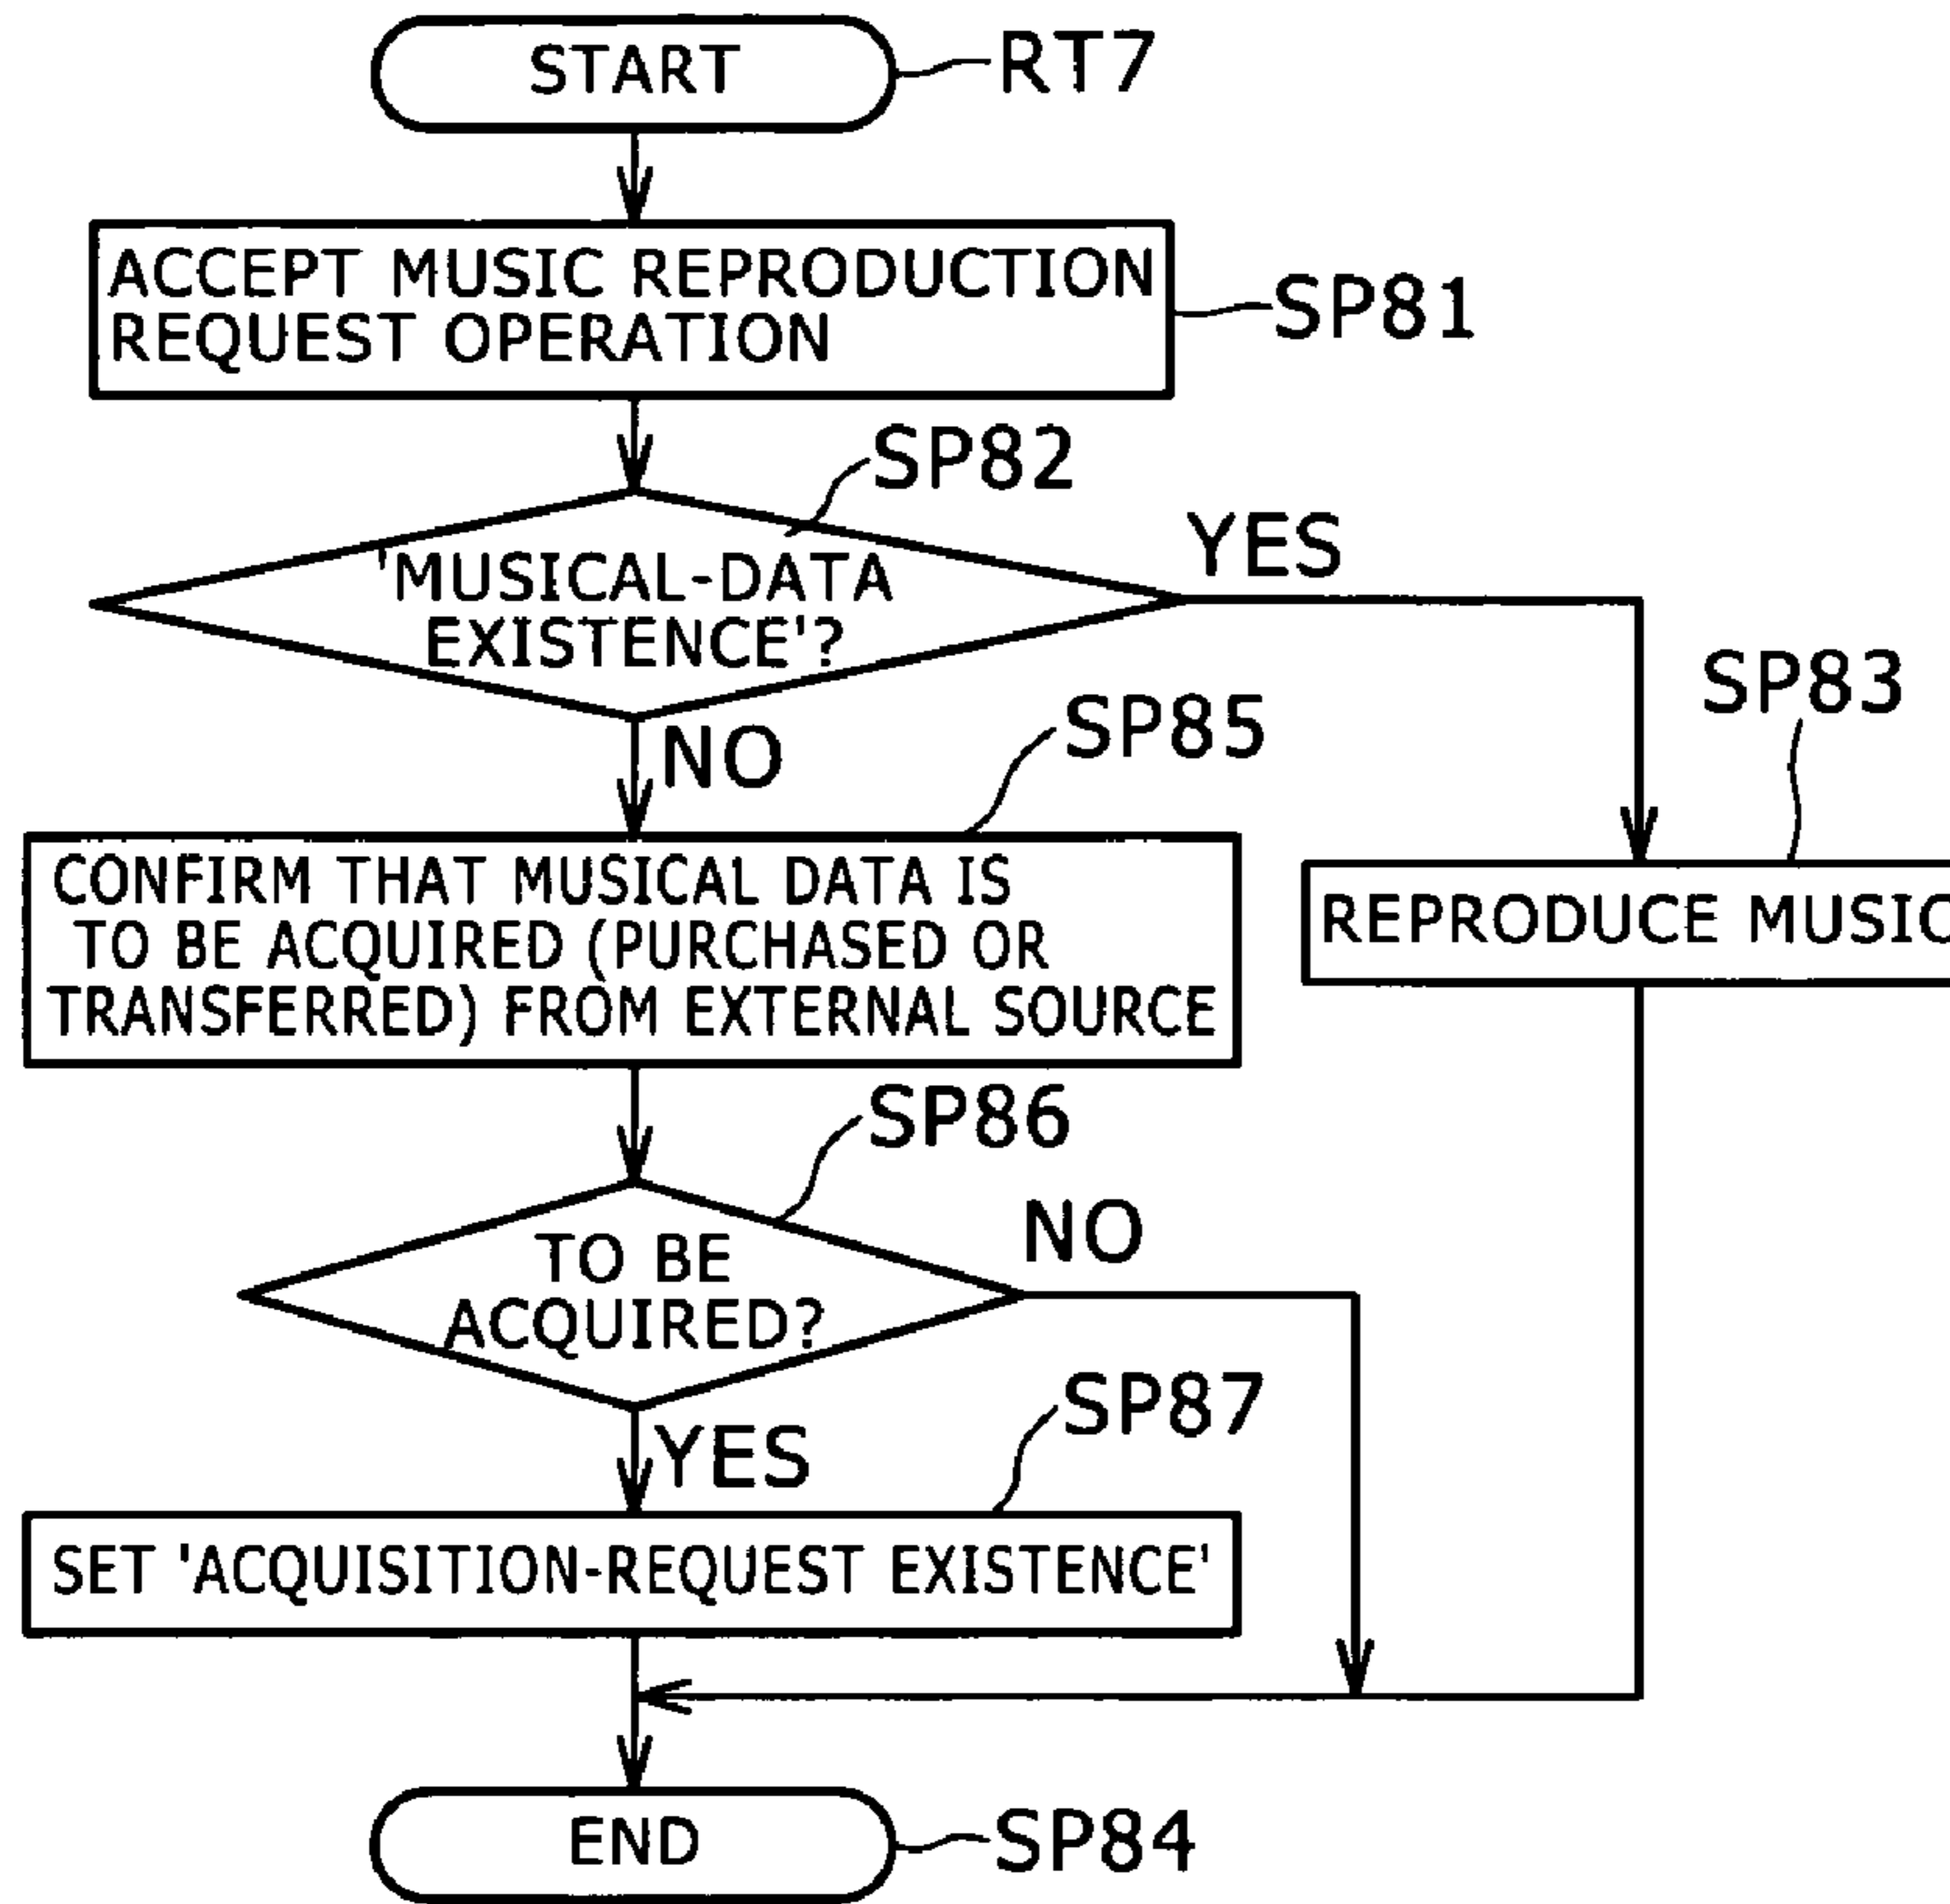 START
RT7
ACCEPT MUSIC REPRODUCTION
REQUEST OPERATION
SP81
SP82
'MUSICAL-DATA
EXISTENCE'?
YES
NO
SP85
SP83
CONFIRM THAT MUSICAL DATA IS
TO BE ACQUIRED (PURCHASED OR
TRANSFERRED) FROM EXTERNAL SOURCE
REPRODUCE MUSIC
SP86
TO BE
ACQUIRED?
NO
YES
SP87
SET 'ACQUISITION-REQUEST EXISTENCE'
END
SP84